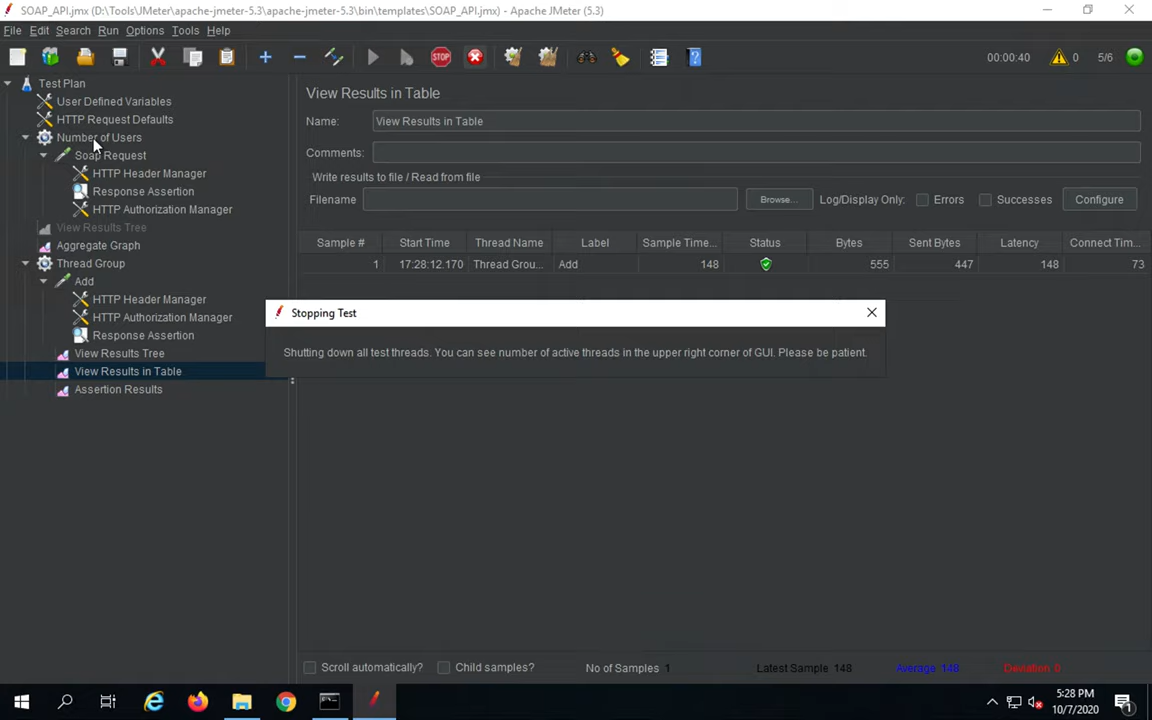 SOAP_API.jmx (D:\Tools\JMeter\apache-jmeter-5.3\apache-jmeter-5.3\bin\templates\SOAP_API.jmx) - Apache JMeter (5.3)
File Edit Search Run Options Tools Help
STOP
00:00:40
0
5/6
Test Plan
User Defined Variables
HTTP Request Defaults
Number of Users
Soap Request
HTTP Header Manager
Response Assertion
HTTP Authorization Manager
View Results Tree
Aggregate Graph
Thread Group
Add
HTTP Header Manager
HTTP Authorization Manager
Response Assertion
View Results Tree
View Results in Table
Assertion Results
View Results in Table
Name: View Results in Table
Comments:
Write results to file / Read from file
Filename Browse... Log/Display Only: Errors Successes Configure
Sample # Start Time Thread Name Label Sample Time... Status Bytes Sent Bytes Latency Connect Tim...
1 17:28:12.170 Thread Grou... Add 148 555 447 148 73
Stopping Test
Shutting down all test threads. You can see number of active threads in the upper right corner of GUI. Please be patient.
Scroll automatically? Child samples? No of Samples 1 Latest Sample 148 Average 148 Deviation 0
5:28 PM
10/7/2020
1